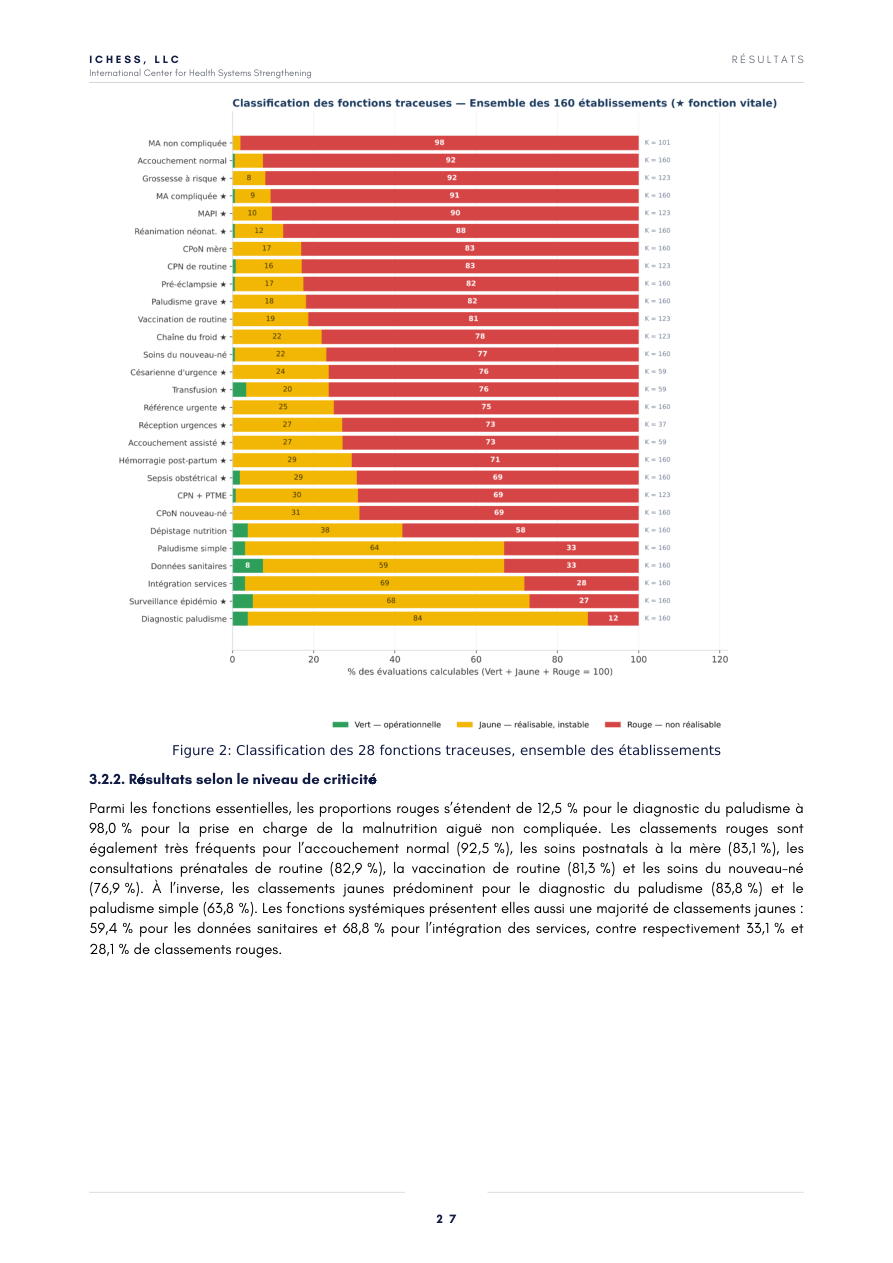 ICHESS, LLC
RÉSULTATS
International Center for Health Systems Strengthening
Classification des fonctions traceuses — Ensemble des 160 établissements (★ fonction vitale)
MA non compliquée 98 K = 101
Accouchement normal 92 K = 160
Grossesse à risque ★ 8 92 K = 123
MA compliquée ★ 9 91 K = 160
MAPI ★ 10 90 K = 123
Réanimation néonat. ★ 12 88 K = 160
CPoN mère 17 83 K = 160
CPN de routine 16 83 K = 123
Pré-éclampsie ★ 17 82 K = 160
Paludisme grave ★ 18 82 K = 160
Vaccination de routine 19 81 K = 123
Chaîne du froid ★ 22 78 K = 123
Soins du nouveau-né 22 77 K = 160
Césarienne d'urgence ★ 24 76 K = 59
Transfusion ★ 20 76 K = 59
Référence urgente ★ 25 75 K = 160
Réception urgences ★ 27 73 K = 37
Accouchement assisté ★ 27 73 K = 59
Hémorragie post-partum ★ 29 71 K = 160
Sepsis obstétrical ★ 29 69 K = 160
CPN + PTME 30 69 K = 123
CPoN nouveau-né 31 69 K = 160
Dépistage nutrition 38 58 K = 160
Paludisme simple 64 33 K = 160
Données sanitaires 8 59 33 K = 160
Intégration services 69 28 K = 160
Surveillance épidémio ★ 68 27 K = 160
Diagnostic paludisme 84 12 K = 160
0 20 40 60 80 100 120
% des évaluations calculables (Vert + Jaune + Rouge = 100)
Vert — opérationnelle Jaune — réalisable, instable Rouge — non réalisable
Figure 2: Classification des 28 fonctions traceuses, ensemble des établissements
3.2.2. Résultats selon le niveau de criticité
Parmi les fonctions essentielles, les proportions rouges s’étendent de 12,5 % pour le diagnostic du paludisme à
98,0 % pour la prise en charge de la malnutrition aiguë non compliquée. Les classements rouges sont
également très fréquents pour l’accouchement normal (92,5 %), les soins postnatals à la mère (83,1 %), les
consultations prénatales de routine (82,9 %), la vaccination de routine (81,3 %) et les soins du nouveau-né
(76,9 %). À l’inverse, les classements jaunes prédominent pour le diagnostic du paludisme (83,8 %) et le
paludisme simple (63,8 %). Les fonctions systémiques présentent elles aussi une majorité de classements jaunes :
59,4 % pour les données sanitaires et 68,8 % pour l’intégration des services, contre respectivement 33,1 % et
28,1 % de classements rouges.
27